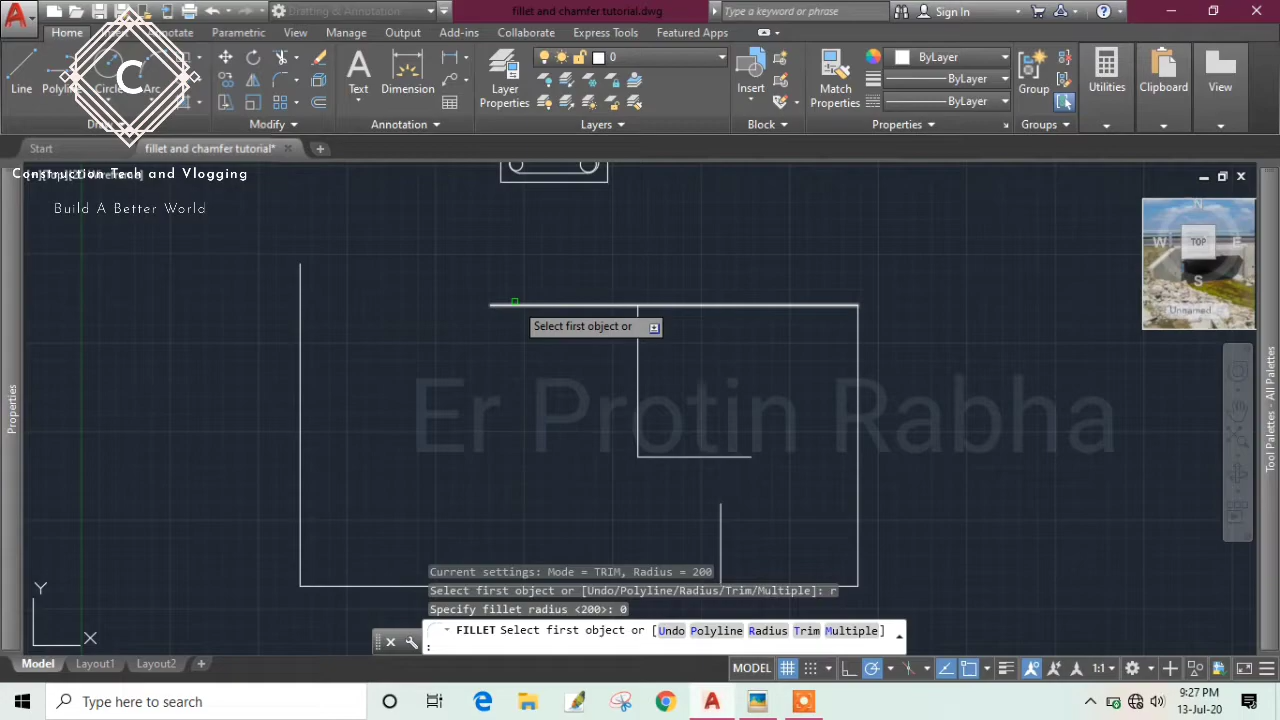 Drafting & Annotation
fillet and chamfer tutorial.dwg
Type a keyword or phrase
Sign In
Home
Annotate
Parametric
View
Manage
Output
Add-ins
Collaborate
Express Tools
Featured Apps
Line
Polyline
Circle
Arc
Text
Dimension
Layer
Properties
0
Insert
Match
Properties
ByLayer
ByLayer
ByLayer
Group
Utilities
Clipboard
View
Modify
Annotation
Layers
Block
Properties
Groups
Start
fillet and chamfer tutorial*
C
Construction Tech and Vlogging
Build A Better World
N
W
TOP
E
S
Unnamed
Select first object or
Er Protin Rabha
Properties
Tool Palettes - All Palettes
Y
X
Current settings: Mode = TRIM, Radius = 200
Select first object or [Undo/Polyline/Radius/Trim/Multiple]: r
Specify fillet radius <200>: 0
FILLET Select first object or [Undo Polyline Radius Trim Multiple]
:
Model
Layout1
Layout2
MODEL
1:1
Type here to search
9:27 PM
13-Jul-20